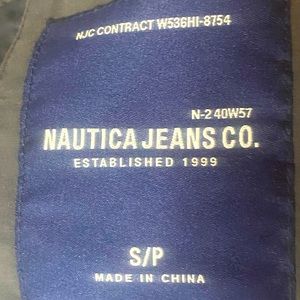 NJC CONTRACT W536HI-8754
N-2 40W57
NAUTICA JEANS CO.
ESTABLISHED 1999
S/P
MADE IN CHINA